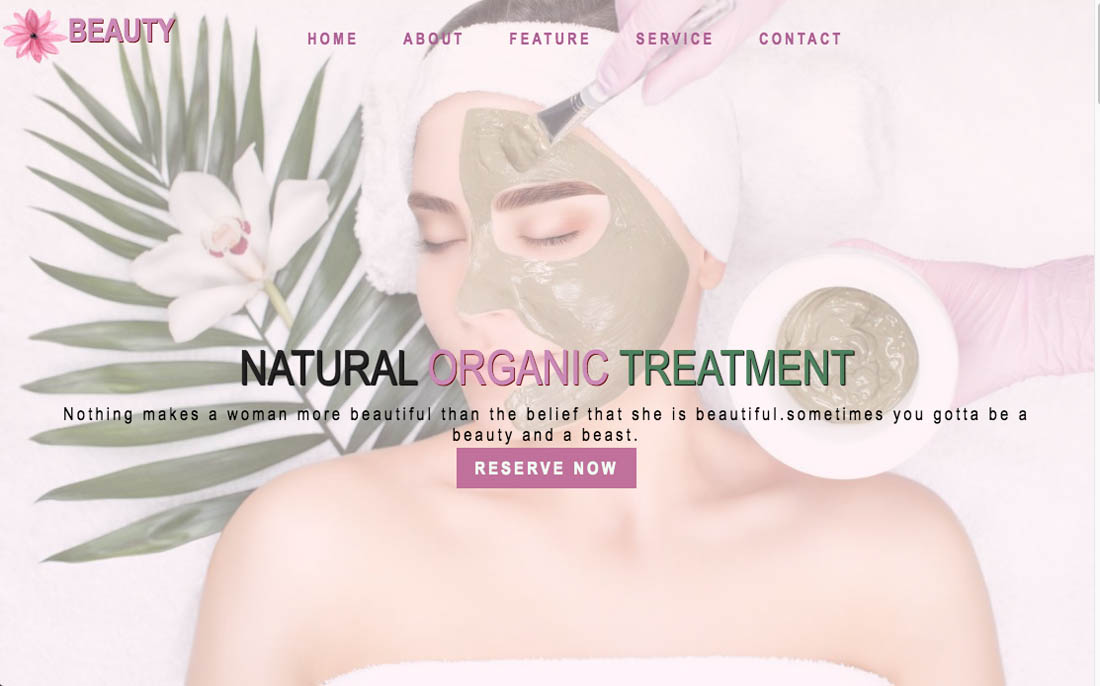 BEAUTY
HOME ABOUT FEATURE SERVICE CONTACT
NATURAL ORGANIC TREATMENT
Nothing makes a woman more beautiful than the belief that she is beautiful.sometimes you gotta be a
beauty and a beast.
RESERVE NOW